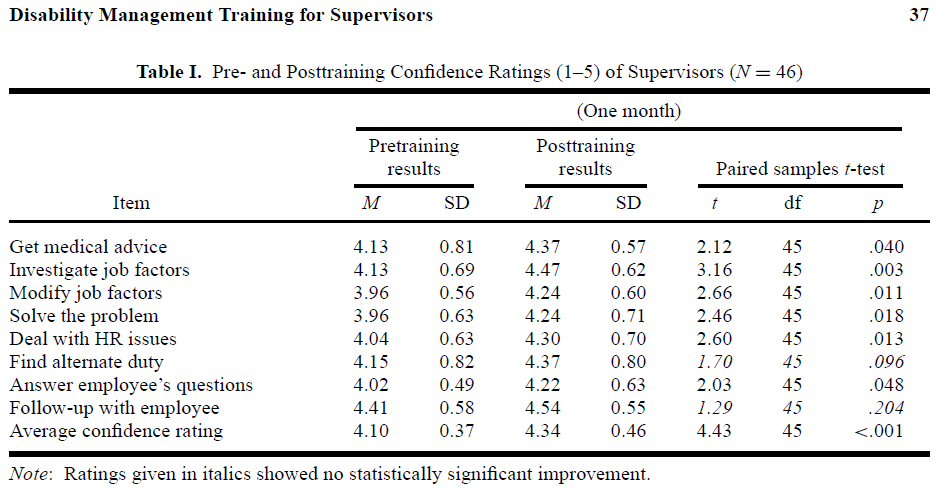 Disability Management Training for Supervisors 37
Table I. Pre- and Posttraining Confidence Ratings (1–5) of Supervisors (N = 46)
(One month)
Pretraining results Posttraining results Paired samples t-test
Item M SD M SD t df p
Get medical advice 4.13 0.81 4.37 0.57 2.12 45 .040
Investigate job factors 4.13 0.69 4.47 0.62 3.16 45 .003
Modify job factors 3.96 0.56 4.24 0.60 2.66 45 .011
Solve the problem 3.96 0.63 4.24 0.71 2.46 45 .018
Deal with HR issues 4.04 0.63 4.30 0.70 2.60 45 .013
Find alternate duty 4.15 0.82 4.37 0.80 1.70 45 .096
Answer employee's questions 4.02 0.49 4.22 0.63 2.03 45 .048
Follow-up with employee 4.41 0.58 4.54 0.55 1.29 45 .204
Average confidence rating 4.10 0.37 4.34 0.46 4.43 45 <.001
Note: Ratings given in italics showed no statistically significant improvement.